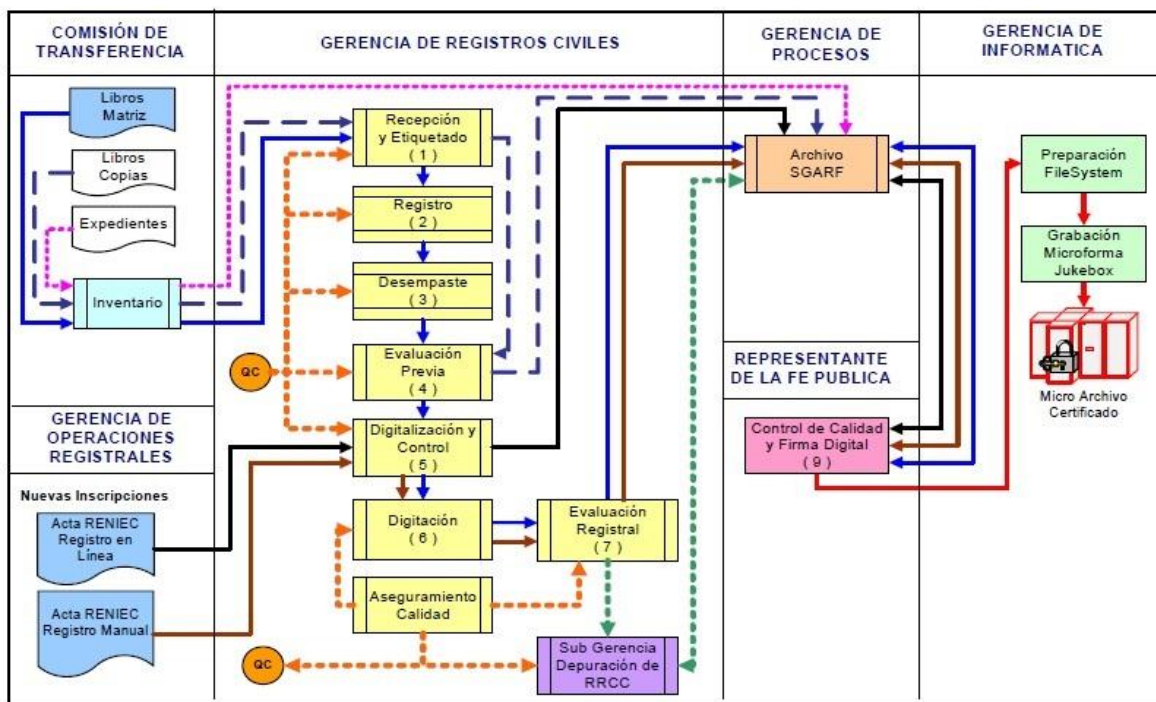 COMISIÓN DE
TRANSFERENCIA
GERENCIA DE REGISTROS CIVILES
GERENCIA DE
PROCESOS
GERENCIA DE
INFORMATICA
Libros
Matriz
Libros
Copias
Expedientes
Inventario
Recepción
y Etiquetado
( 1 )
Registro
( 2 )
Desempaste
( 3 )
QC
Evaluación
Previa
( 4 )
Archivo
SGARF
Preparación
FileSystem
Grabación
Microforma
Jukebox
Micro Archivo
Certificado
REPRESENTANTE
DE LA FE PUBLICA
GERENCIA DE
OPERACIONES
REGISTRALES
Nuevas Inscripciones
Acta RENIEC
Registro en
Línea
Acta RENIEC
Registro Manual
Digitalización y
Control
( 5 )
Digitación
( 6 )
Evaluación
Registral
( 7 )
Control de Calidad
y Firma Digital
( 9 )
Aseguramiento
Calidad
QC
Sub Gerencia
Depuración de
RRCC